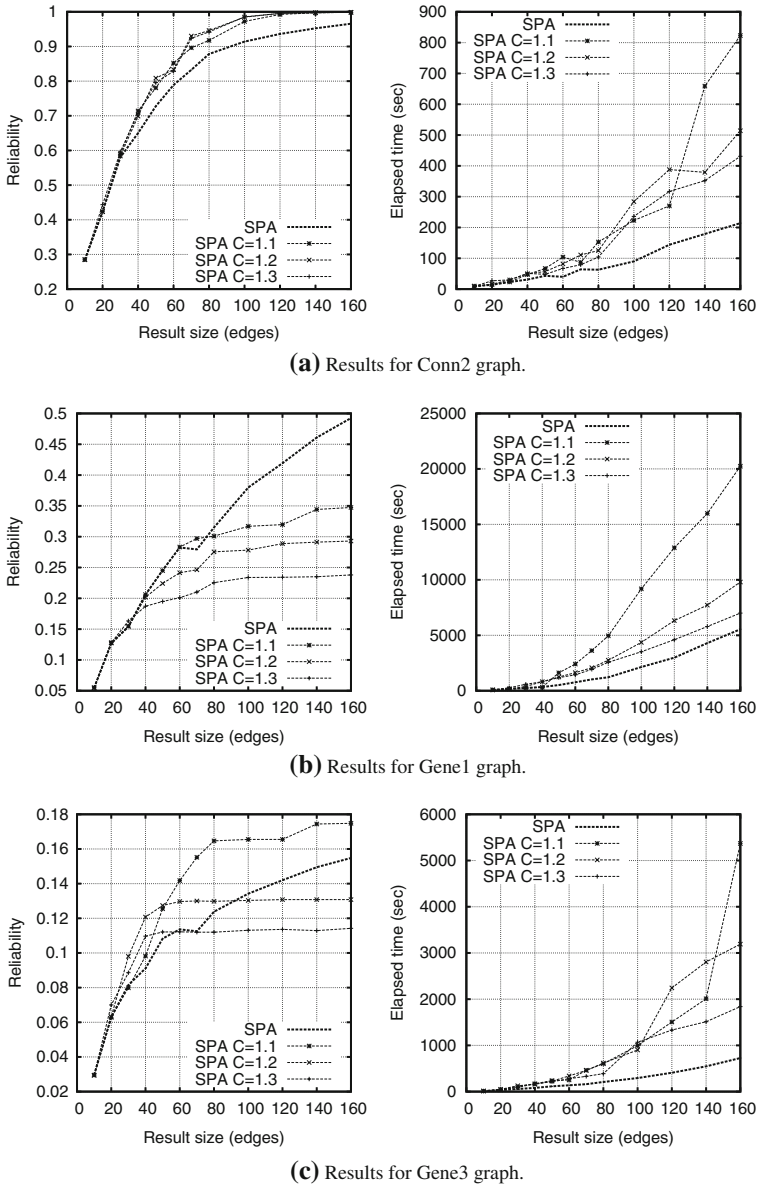 1
0.9
0.8
0.7
0.6
0.5
0.4
0.3
0.2
Reliability
SPA
SPA C=1.1
SPA C=1.2
SPA C=1.3
0 20 40 60 80 100 120 140 160
Result size (edges)
900
800
700
600
500
400
300
200
100
0
Elapsed time (sec)
SPA
SPA C=1.1
SPA C=1.2
SPA C=1.3
0 20 40 60 80 100 120 140 160
Result size (edges)
(a) Results for Conn2 graph.
0.5
0.45
0.4
0.35
0.3
0.25
0.2
0.15
0.1
0.05
Reliability
SPA
SPA C=1.1
SPA C=1.2
SPA C=1.3
0 20 40 60 80 100 120 140 160
Result size (edges)
25000
20000
15000
10000
5000
0
Elapsed time (sec)
SPA
SPA C=1.1
SPA C=1.2
SPA C=1.3
0 20 40 60 80 100 120 140 160
Result size (edges)
(b) Results for Gene1 graph.
0.18
0.16
0.14
0.12
0.1
0.08
0.06
0.04
0.02
Reliability
SPA
SPA C=1.1
SPA C=1.2
SPA C=1.3
0 20 40 60 80 100 120 140 160
Result size (edges)
6000
5000
4000
3000
2000
1000
0
Elapsed time (sec)
SPA
SPA C=1.1
SPA C=1.2
SPA C=1.3
0 20 40 60 80 100 120 140 160
Result size (edges)
(c) Results for Gene3 graph.